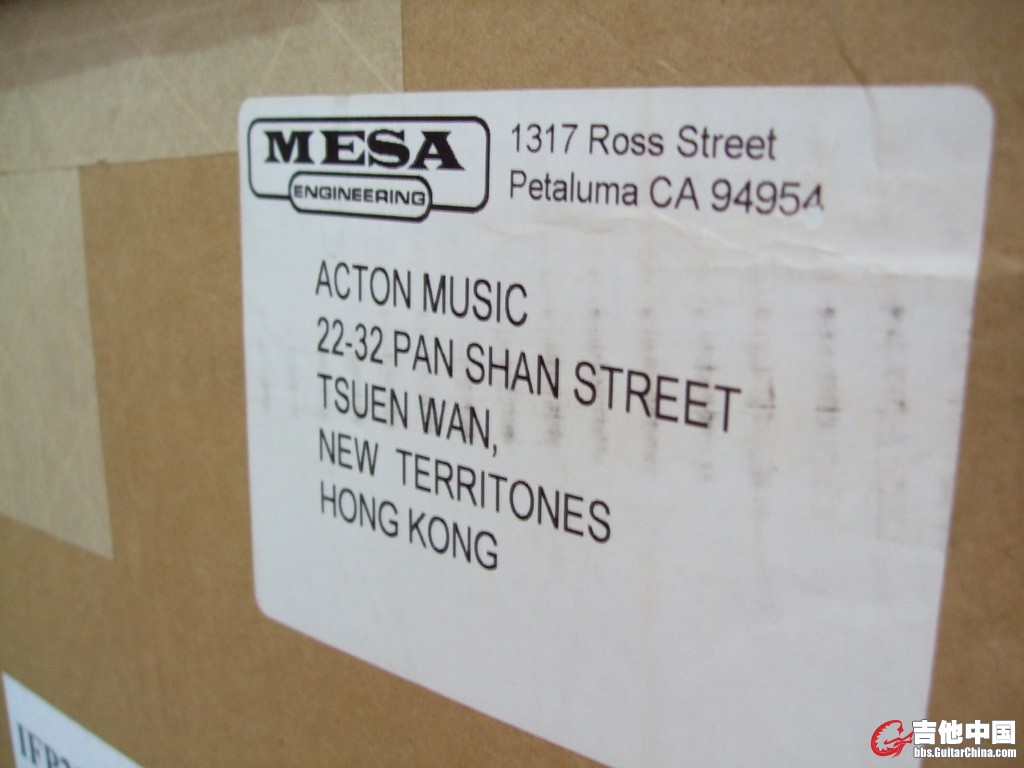 MESA
ENGINEERING
1317 Ross Street
Petaluma CA 94954
ACTON MUSIC
22-32 PAN SHAN STREET
TSUEN WAN,
NEW TERRITONES
HONG KONG
吉他中国
bbs.GuitarChina.com